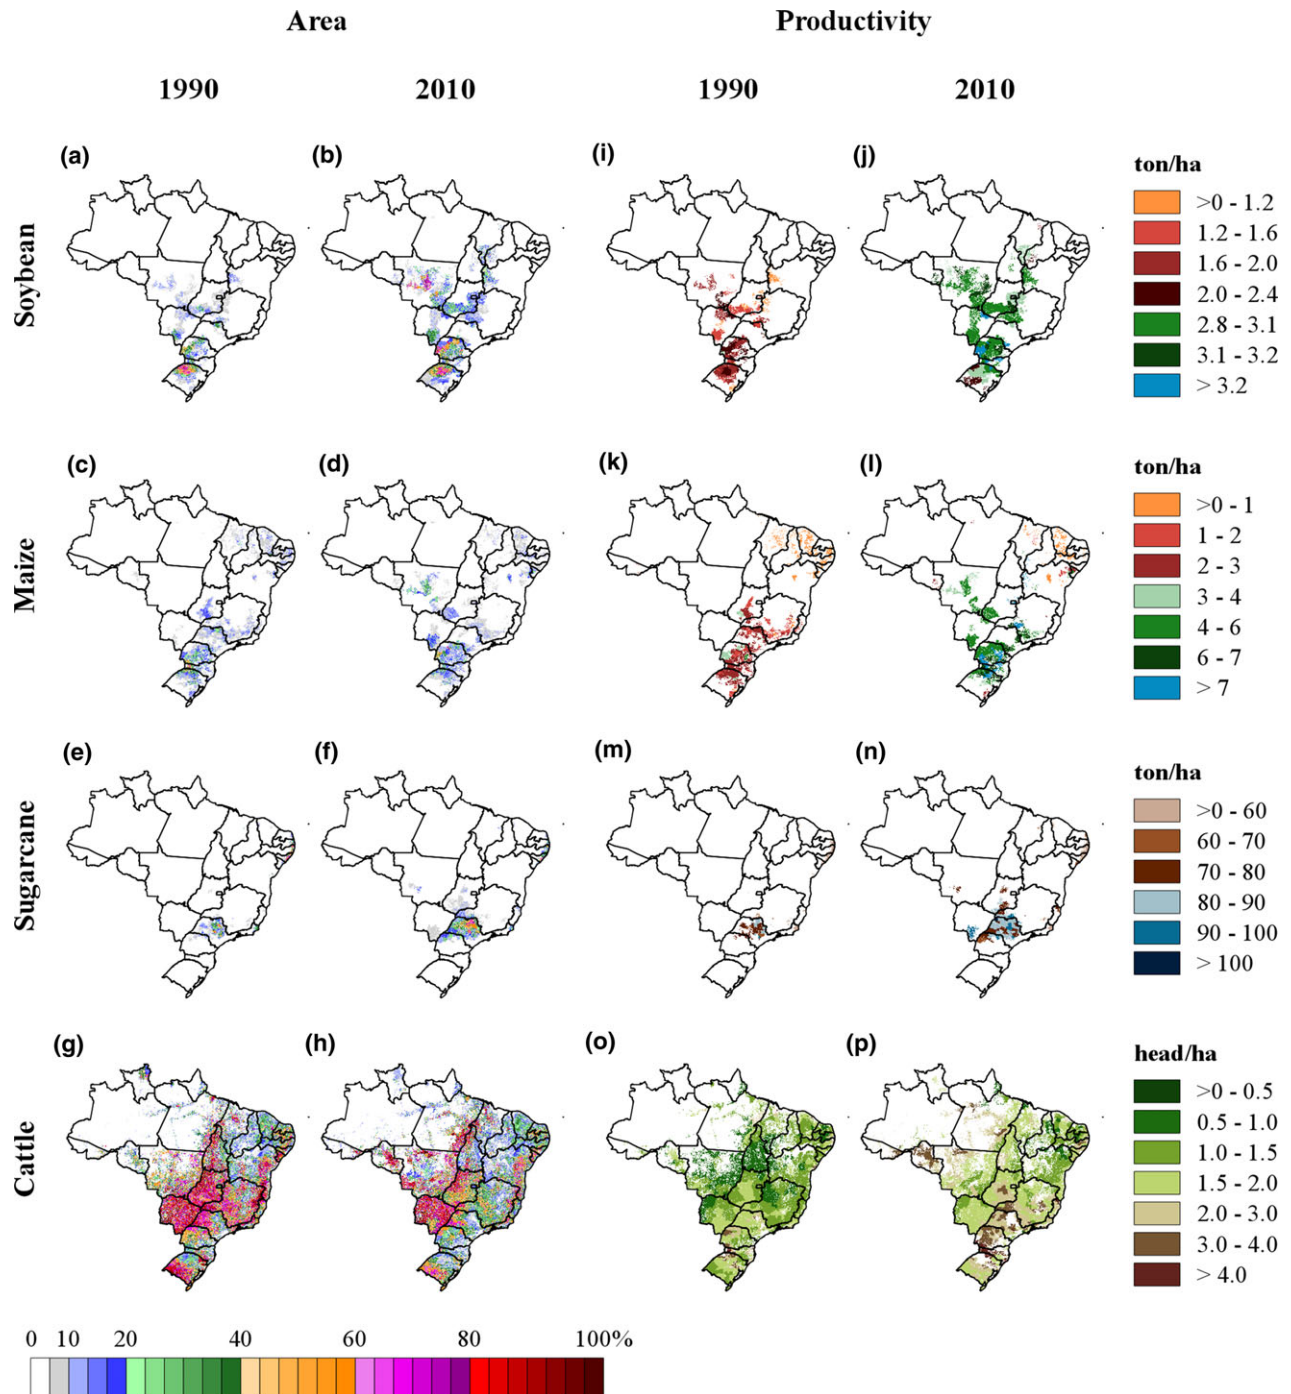 Area Productivity
1990 2010 1990 2010
(a) (b) (i) (j)
Soybean
ton/ha
>0 - 1.2
1.2 - 1.6
1.6 - 2.0
2.0 - 2.4
2.8 - 3.1
3.1 - 3.2
> 3.2
(c) (d) (k) (l)
Maize
ton/ha
>0 - 1
1 - 2
2 - 3
3 - 4
4 - 6
6 - 7
> 7
(e) (f) (m) (n)
Sugarcane
ton/ha
>0 - 60
60 - 70
70 - 80
80 - 90
90 - 100
> 100
(g) (h) (o) (p)
Cattle
head/ha
>0 - 0.5
0.5 - 1.0
1.0 - 1.5
1.5 - 2.0
2.0 - 3.0
3.0 - 4.0
> 4.0
0 10 20 40 60 80 100%